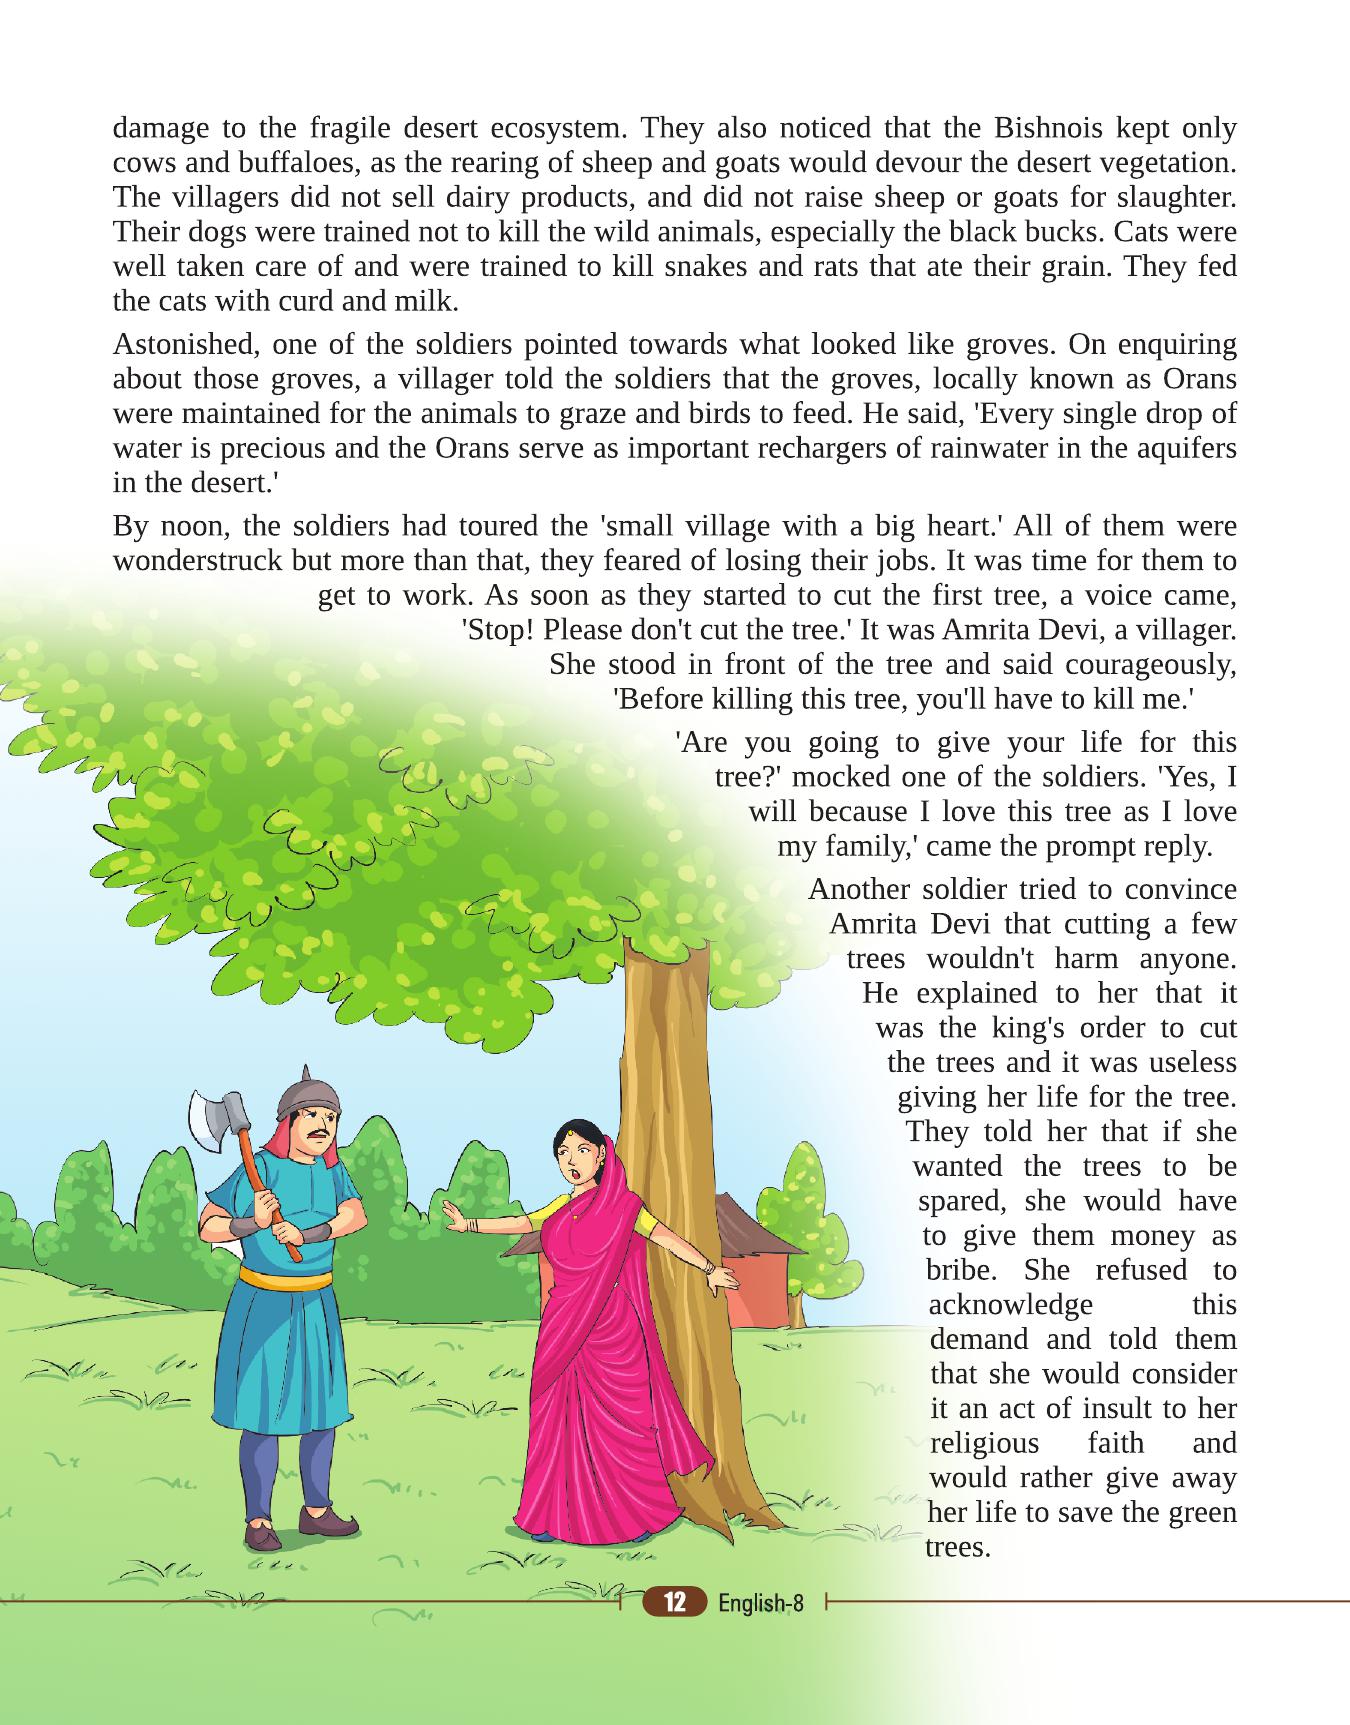 damage to the fragile desert ecosystem. They also noticed that the Bishnois kept only
cows and buffaloes, as the rearing of sheep and goats would devour the desert vegetation.
The villagers did not sell dairy products, and did not raise sheep or goats for slaughter.
Their dogs were trained not to kill the wild animals, especially the black bucks. Cats were
well taken care of and were trained to kill snakes and rats that ate their grain. They fed
the cats with curd and milk.
Astonished, one of the soldiers pointed towards what looked like groves. On enquiring
about those groves, a villager told the soldiers that the groves, locally known as Orans
were maintained for the animals to graze and birds to feed. He said, 'Every single drop of
water is precious and the Orans serve as important rechargers of rainwater in the aquifers
in the desert.'
By noon, the soldiers had toured the 'small village with a big heart.' All of them were
wonderstruck but more than that, they feared of losing their jobs. It was time for them to
get to work. As soon as they started to cut the first tree, a voice came,
'Stop! Please don't cut the tree.' It was Amrita Devi, a villager.
She stood in front of the tree and said courageously,
'Before killing this tree, you'll have to kill me.'
'Are you going to give your life for this
tree?' mocked one of the soldiers. 'Yes, I
will because I love this tree as I love
my family,' came the prompt reply.
Another soldier tried to convince
Amrita Devi that cutting a few
trees wouldn't harm anyone.
He explained to her that it
was the king's order to cut
the trees and it was useless
giving her life for the tree.
They told her that if she
wanted the trees to be
spared, she would have
to give them money as
bribe. She refused to
acknowledge this
demand and told them
that she would consider
it an act of insult to her
religious faith and
would rather give away
her life to save the green
trees.
12 English-8